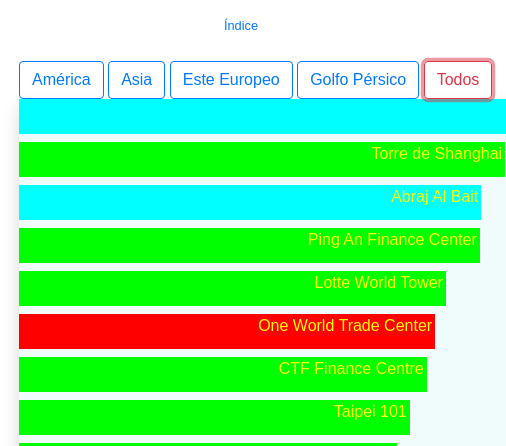 Índice
América Asia Este Europeo Golfo Pérsico Todos
Torre de Shanghai
Abraj Al Bait
Ping An Finance Center
Lotte World Tower
One World Trade Center
CTF Finance Centre
Taipei 101